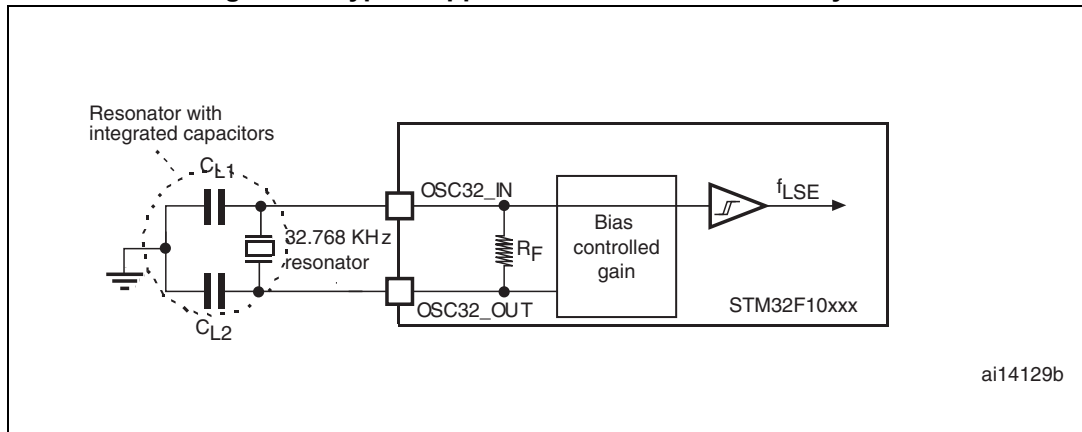 Resonator with
integrated capacitors
CL1
OSC32_IN
fLSE
32.768 KHz
resonator
RF
Bias
controlled
gain
OSC32_OUT
STM32F10xxx
CL2
ai14129b